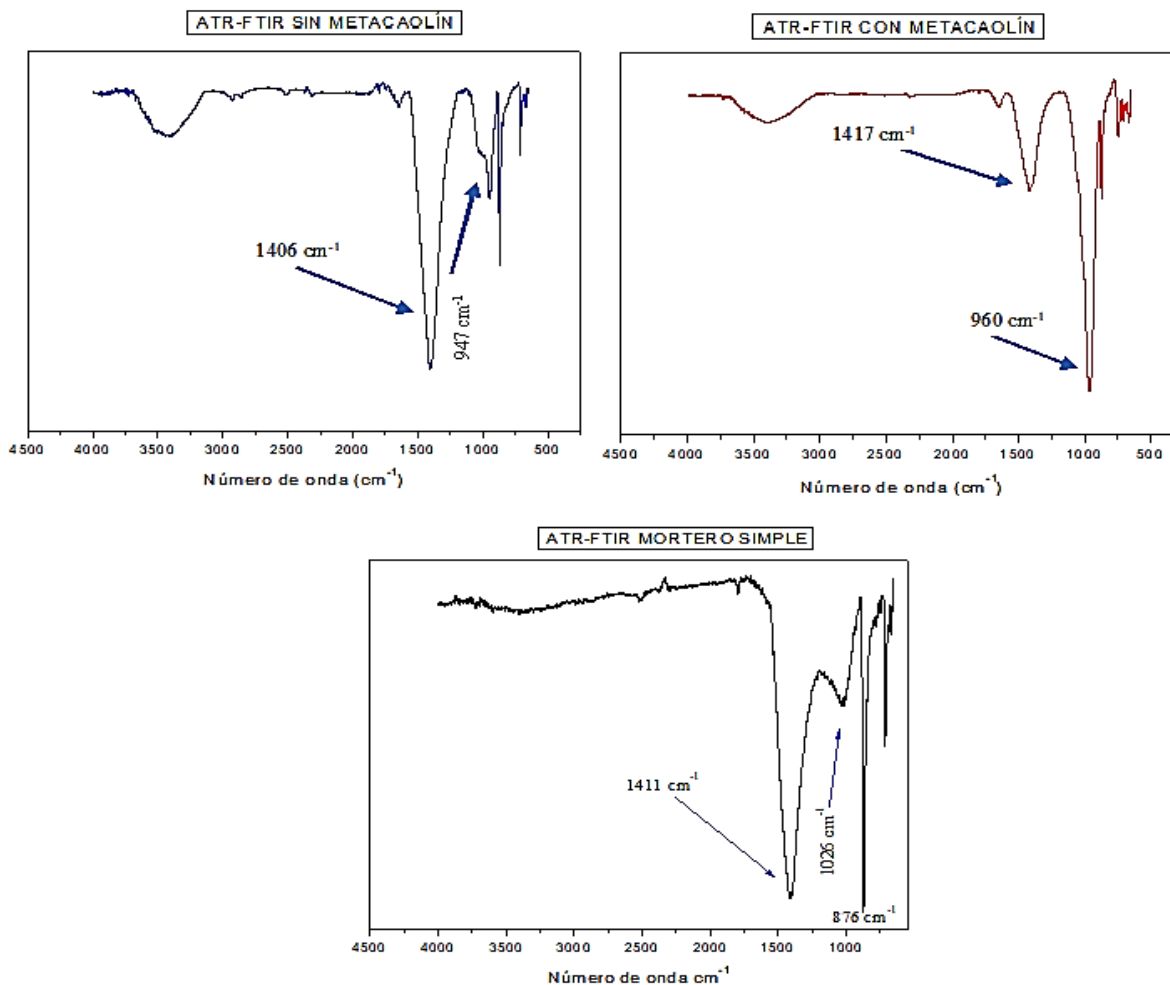 ATR-FTIR SIN METACAOLÍN
1406 cm⁻¹
947 cm⁻¹
4500 4000 3500 3000 2500 2000 1500 1000 500
Número de onda (cm⁻¹)
ATR-FTIR CON METACAOLÍN
1417 cm⁻¹
960 cm⁻¹
4500 4000 3500 3000 2500 2000 1500 1000 500
Número de onda (cm⁻¹)
ATR-FTIR MORTERO SIMPLE
1411 cm⁻¹
1026 cm⁻¹
876 cm⁻¹
4500 4000 3500 3000 2500 2000 1500 1000
Número de onda cm⁻¹